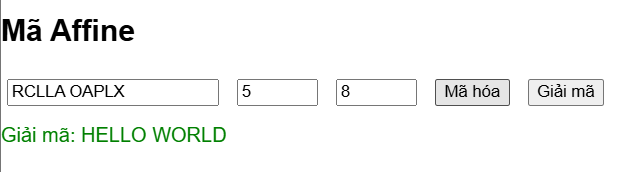 Mã Affine
RCLLA OAPLX 5 8 Mã hóa Giải mã
Giải mã: HELLO WORLD